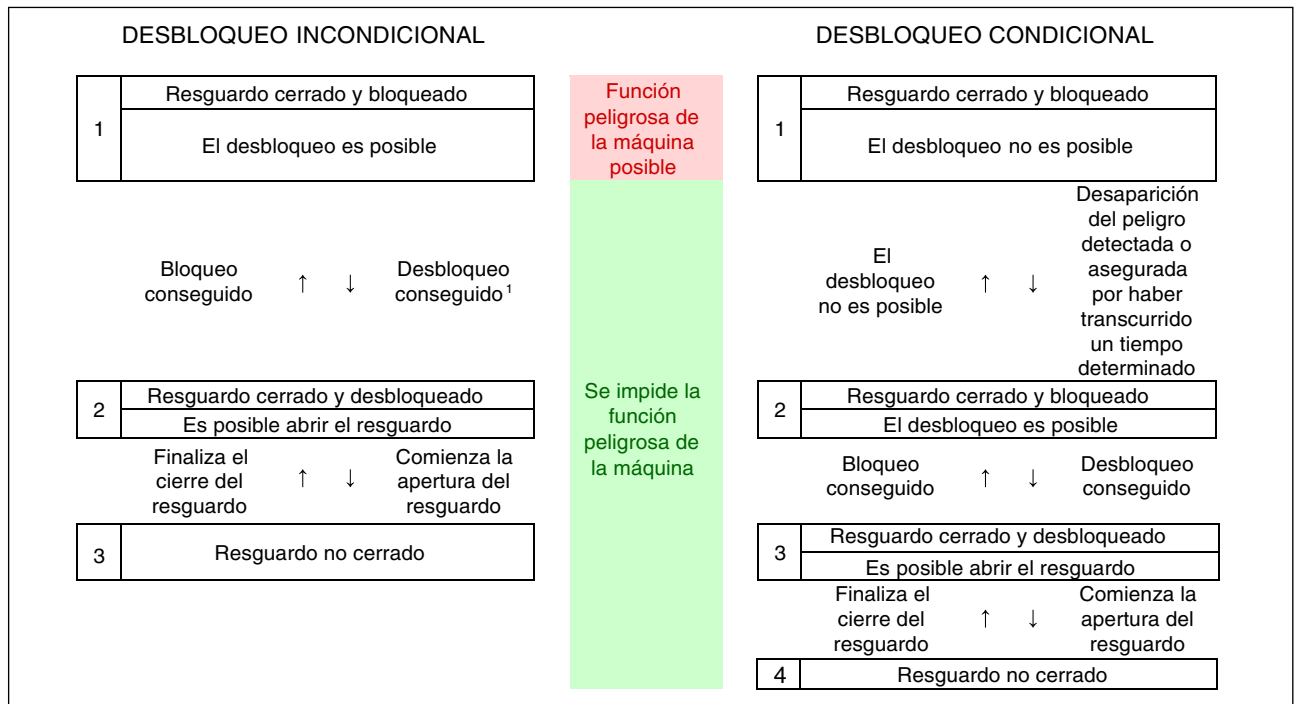 DESBLOQUEO INCONDICIONAL
1
Resguardo cerrado y bloqueado
El desbloqueo es posible
Bloqueo
conseguido
↑ ↓
Desbloqueo
conseguido¹
2
Resguardo cerrado y desbloqueado
Es posible abrir el resguardo
Finaliza el
cierre del
resguardo
↑ ↓
Comienza la
apertura del
resguardo
3
Resguardo no cerrado
Función
peligrosa de
la máquina
posible
Se impide la
función
peligrosa de
la máquina
DESBLOQUEO CONDICIONAL
1
Resguardo cerrado y bloqueado
El desbloqueo no es posible
El
desbloqueo
no es posible
↑ ↓
Desaparición
del peligro
detectada o
asegurada
por haber
transcurrido
un tiempo
determinado
2
Resguardo cerrado y bloqueado
El desbloqueo es posible
Bloqueo
conseguido
↑ ↓
Desbloqueo
conseguido
3
Resguardo cerrado y desbloqueado
Es posible abrir el resguardo
Finaliza el
cierre del
resguardo
↑ ↓
Comienza la
apertura del
resguardo
4
Resguardo no cerrado